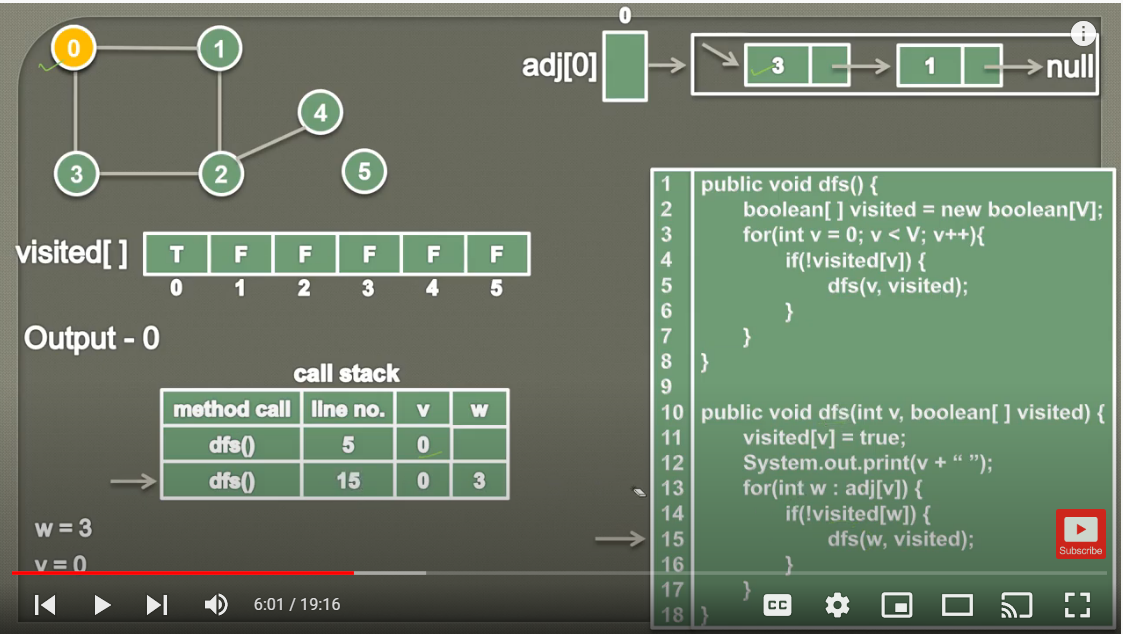 0
1
4
3
2
5
0
adj[0]
3
1
null
visited[ ]
T F F F F F
0 1 2 3 4 5
Output - 0
call stack
method call line no. v w
dfs() 5 0
dfs() 15 0 3
w = 3
v = 0
1 public void dfs() {
2 boolean[ ] visited = new boolean[V];
3 for(int v = 0; v < V; v++){
4 if(!visited[v]) {
5 dfs(v, visited);
6 }
7 }
8 }
9
10 public void dfs(int v, boolean[ ] visited) {
11 visited[v] = true;
12 System.out.print(v + “ ”);
13 for(int w : adj[v]) {
14 if(!visited[w]) {
15 dfs(w, visited);
16 }
17 }
18 }
Subscribe
6:01 / 19:16
CC